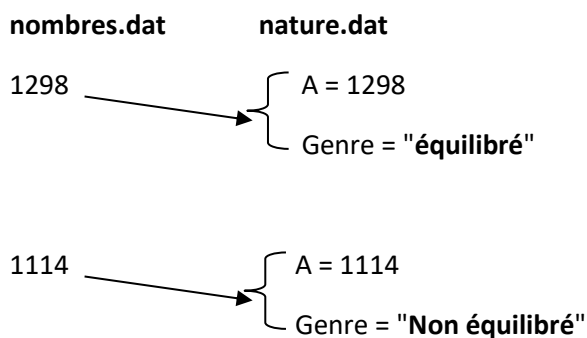 nombres.dat nature.dat
1298 A = 1298
Genre = "équilibré"
1114 A = 1114
Genre = "Non équilibré"